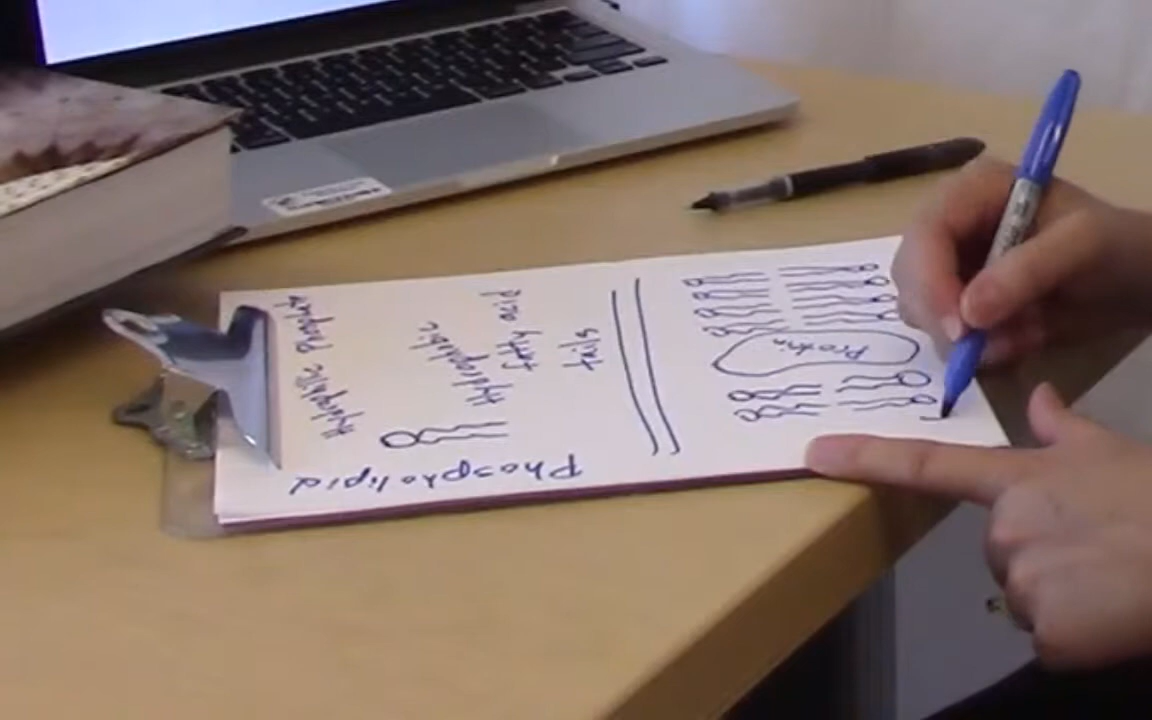 Phospholipid
Hydrophilic Phosphate
Hydrophobic
fatty acid
tails
Protein